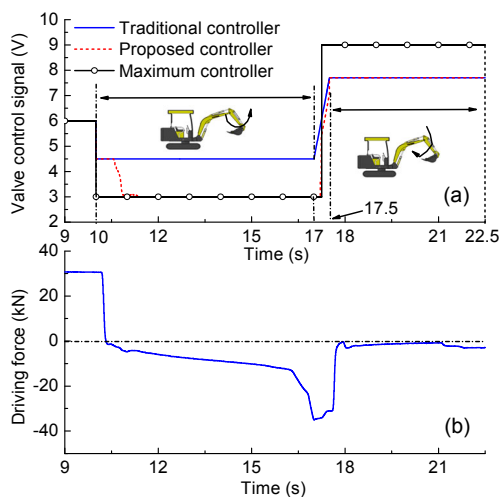 Valve control signal (V)
10
9
8
7
6
5
4
3
2
Traditional controller
Proposed controller
Maximum controller
(a)
17.5
9 10 12 15 17 18 21 22.5
Time (s)
Driving force (kN)
40
20
0
-20
-40
(b)
9 12 15 18 21
Time (s)